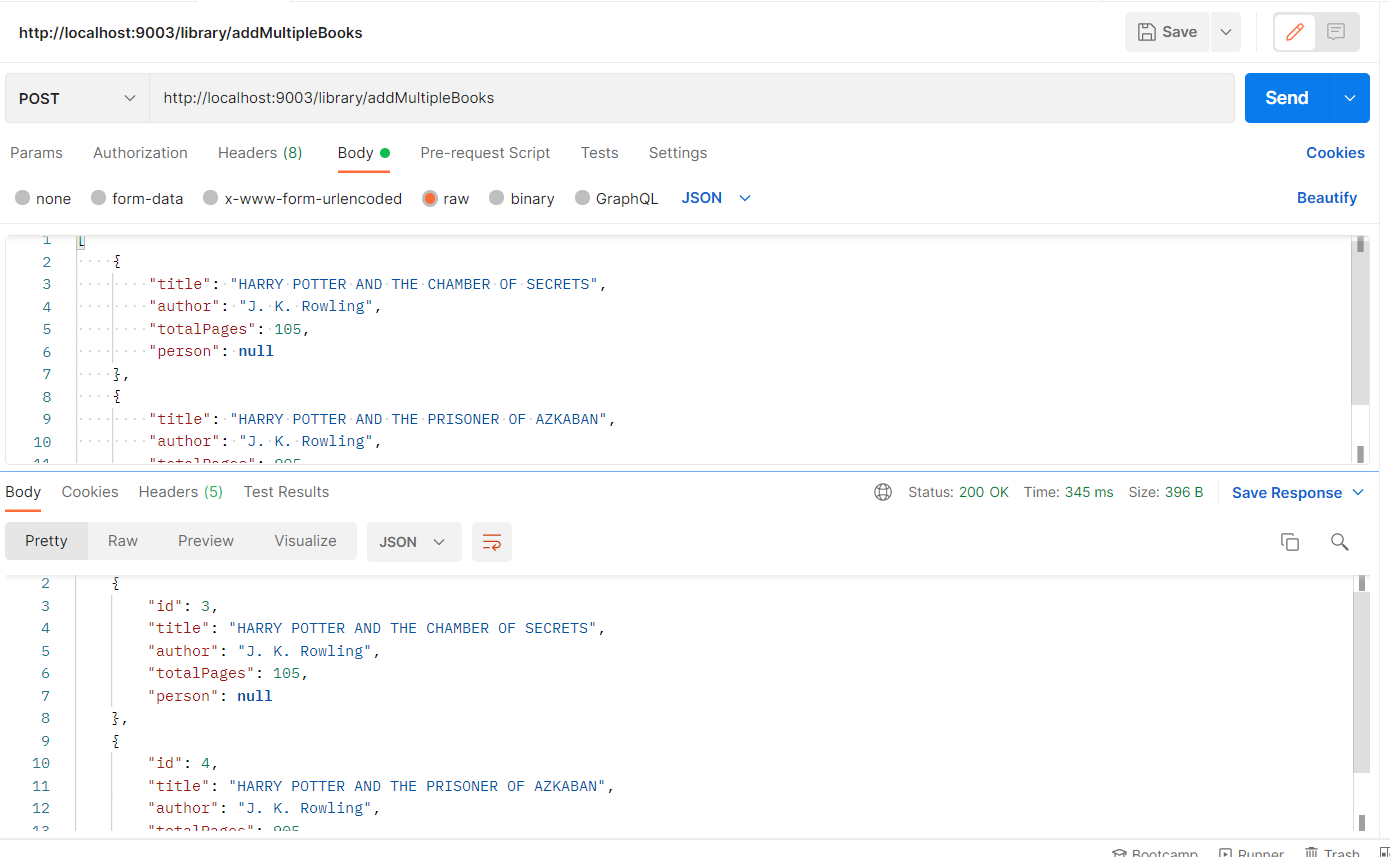 http://localhost:9003/library/addMultipleBooks
Save
POST
http://localhost:9003/library/addMultipleBooks
Send
Params Authorization Headers (8) Body Pre-request Script Tests Settings Cookies
none form-data x-www-form-urlencoded raw binary GraphQL JSON Beautify
1 [
2 {
3 "title": "HARRY POTTER AND THE CHAMBER OF SECRETS",
4 "author": "J. K. Rowling",
5 "totalPages": 105,
6 "person": null
7 },
8 {
9 "title": "HARRY POTTER AND THE PRISONER OF AZKABAN",
10 "author": "J. K. Rowling",
11 "totalPages": 905
Body Cookies Headers (5) Test Results Status: 200 OK Time: 345 ms Size: 396 B Save Response
Pretty Raw Preview Visualize JSON
2 {
3 "id": 3,
4 "title": "HARRY POTTER AND THE CHAMBER OF SECRETS",
5 "author": "J. K. Rowling",
6 "totalPages": 105,
7 "person": null
8 },
9 {
10 "id": 4,
11 "title": "HARRY POTTER AND THE PRISONER OF AZKABAN",
12 "author": "J. K. Rowling",
13 "totalPages": 905
Bootcamp Runner Trash